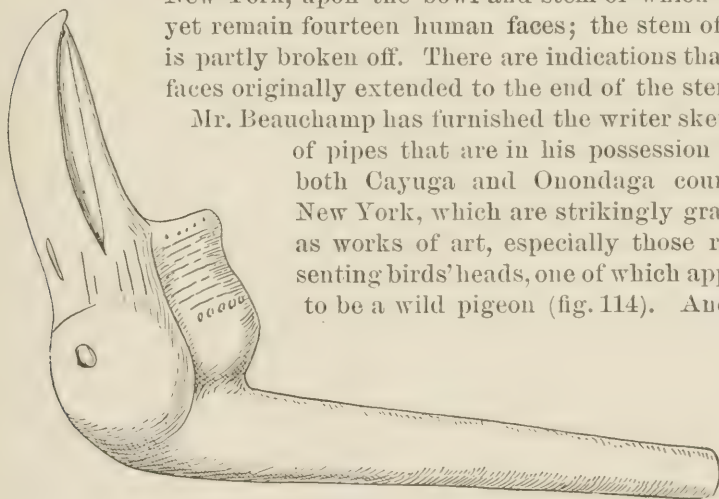 yet remain fourteen human faces; the stem of
is partly broken off. There are indications tha
faces originally extended to the end of the ster
Mr. Beauchamp has furnished the writer ske
of pipes that are in his possession
both Cayuga and Onondaga cour
New York, which are strikingly gra
as works of art, especially those r
senting birds' heads, one of which app
to be a wild pigeon (fig. 114). An